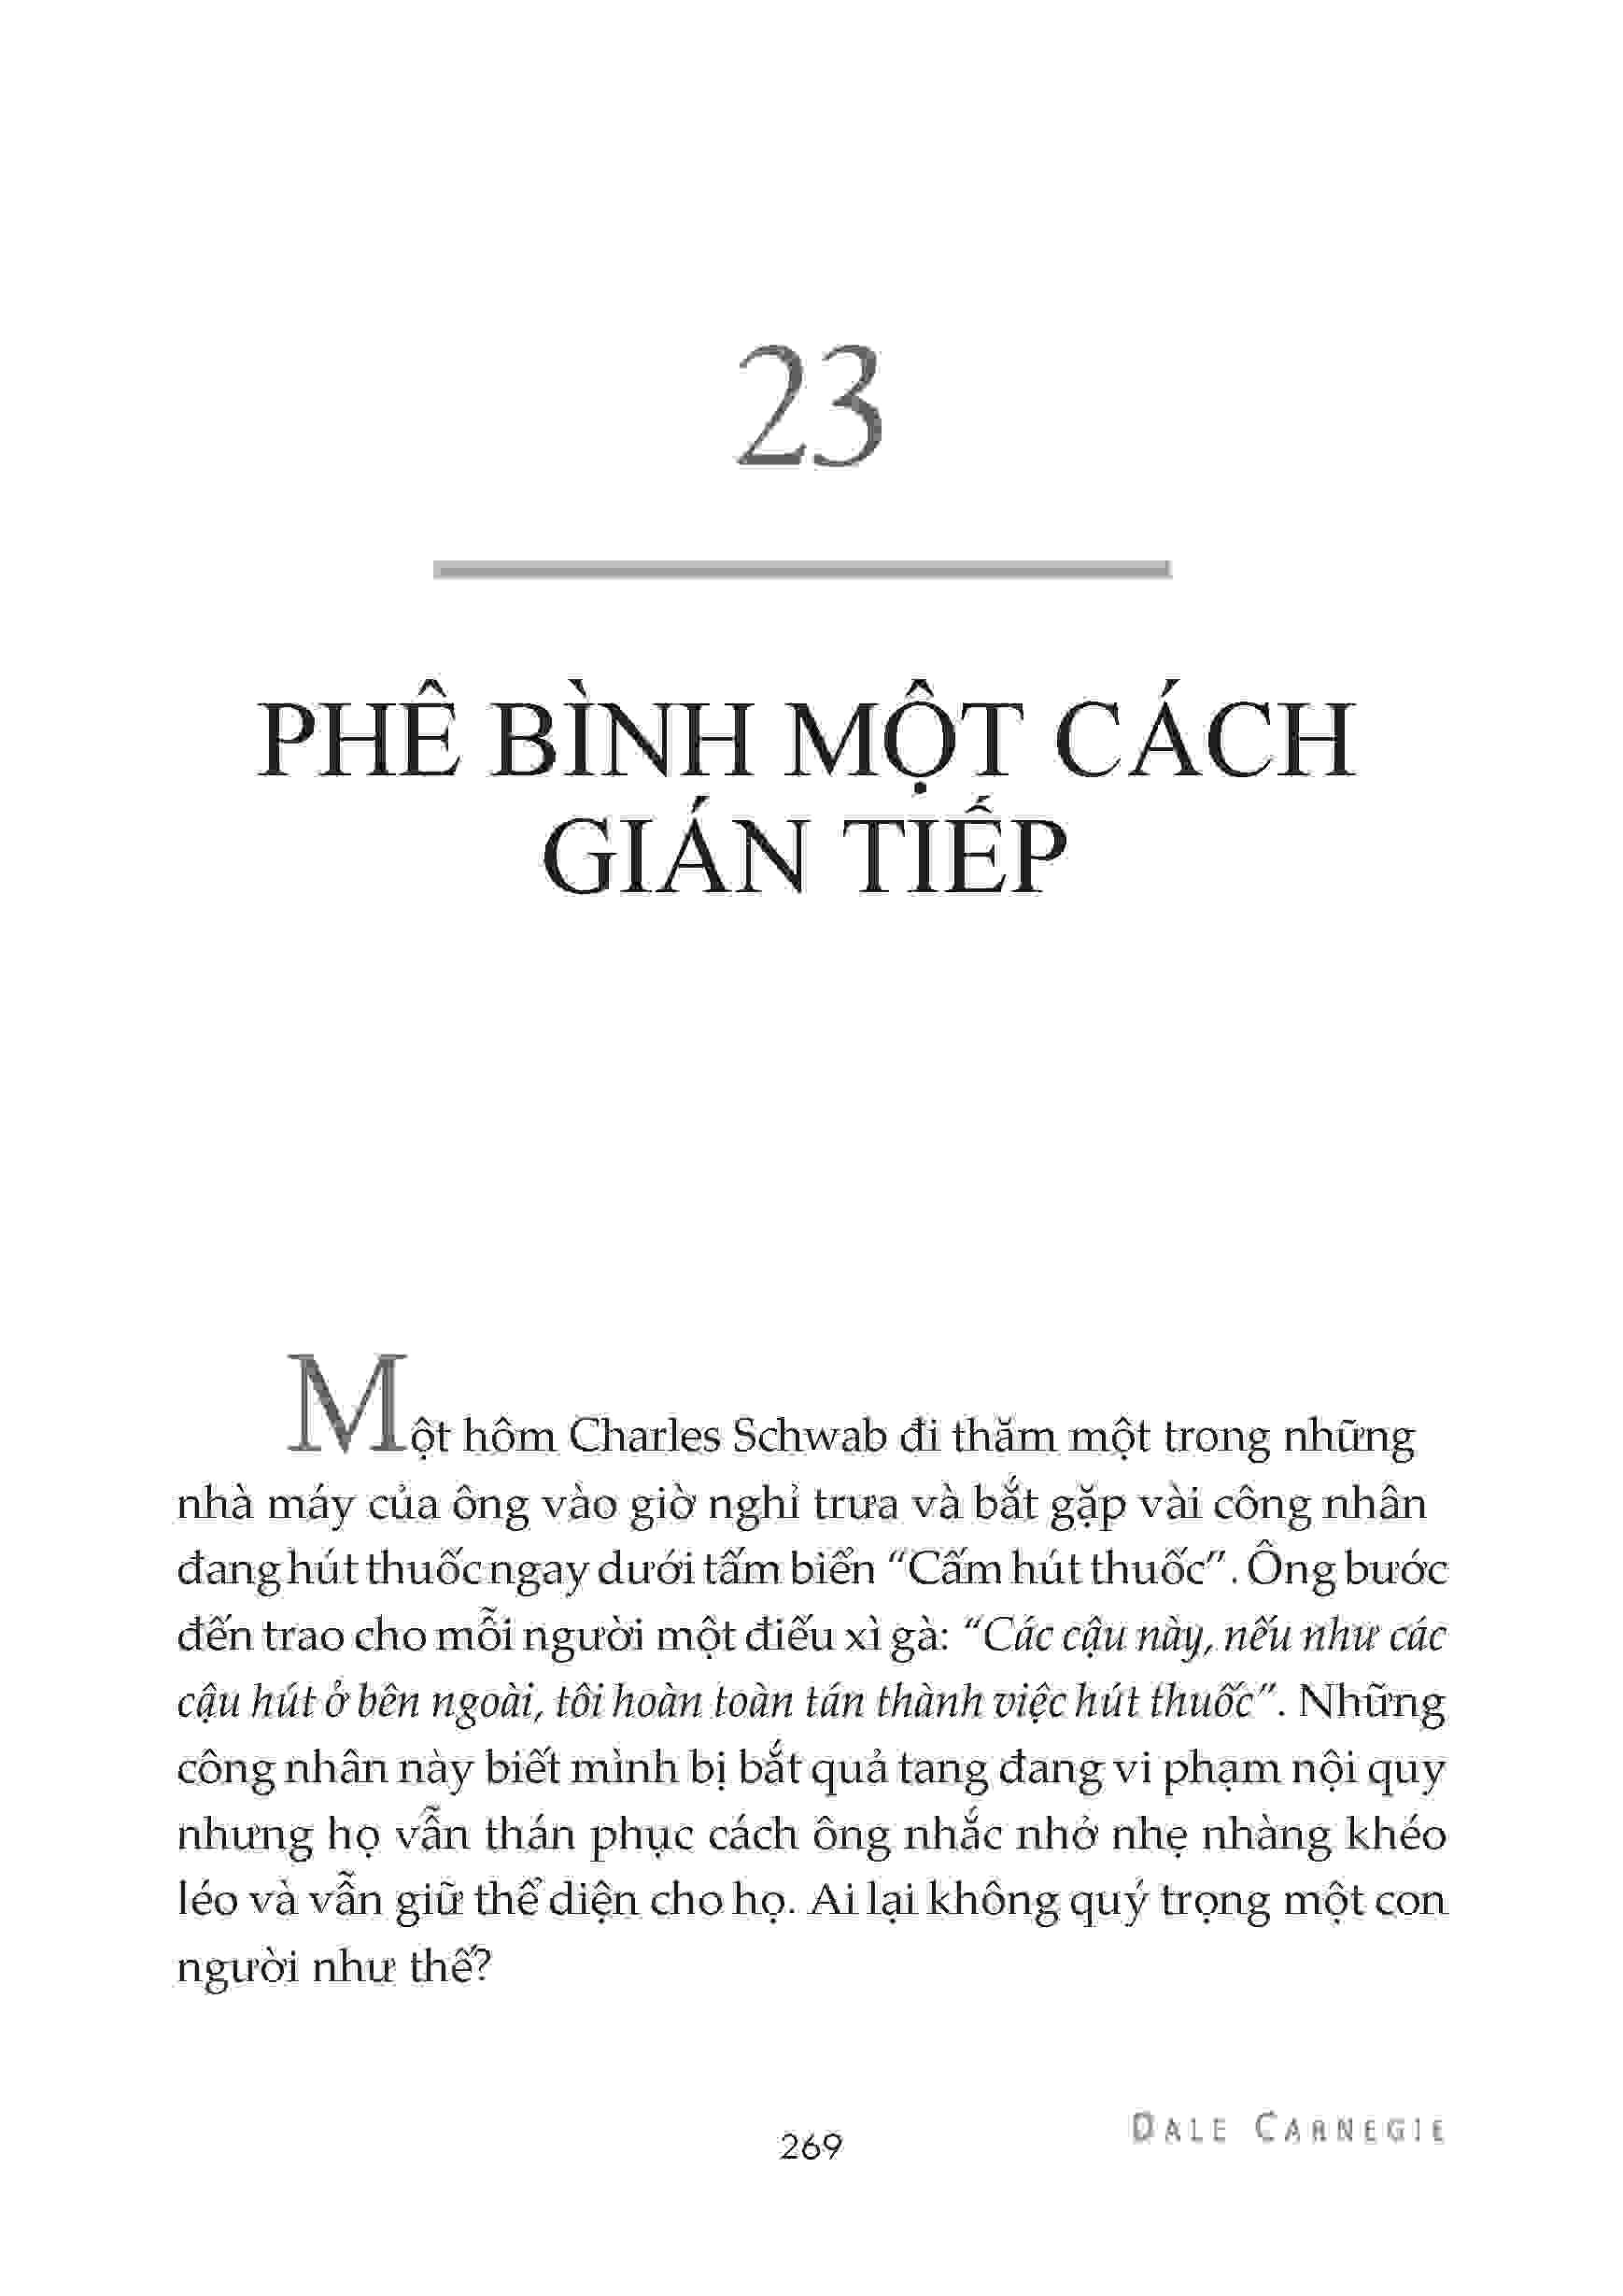 23
PHÊ BÌNH MỘT CÁCH
GIÁN TIẾP
Một hôm Charles Schwab đi thăm một trong những
nhà máy của ông vào giờ nghỉ trưa và bắt gặp vài công nhân
đang hút thuốc ngay dưới tấm biển “Cấm hút thuốc”. Ông bước
đến trao cho mỗi người một điếu xì gà: “Các cậu này, nếu như các
cậu hút ở bên ngoài, tôi hoàn toàn tán thành việc hút thuốc”. Những
công nhân này biết mình bị bắt quả tang đang vi phạm nội quy
nhưng họ vẫn thán phục cách ông nhắc nhở nhẹ nhàng khéo
léo và vẫn giữ thể diện cho họ. Ai lại không quý trọng một con
người như thế?
269
DALE CARNEGIE